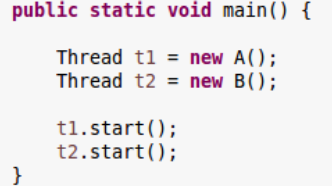 public static void main() {
Thread t1 = new A();
Thread t2 = new B();
t1.start();
t2.start();
}